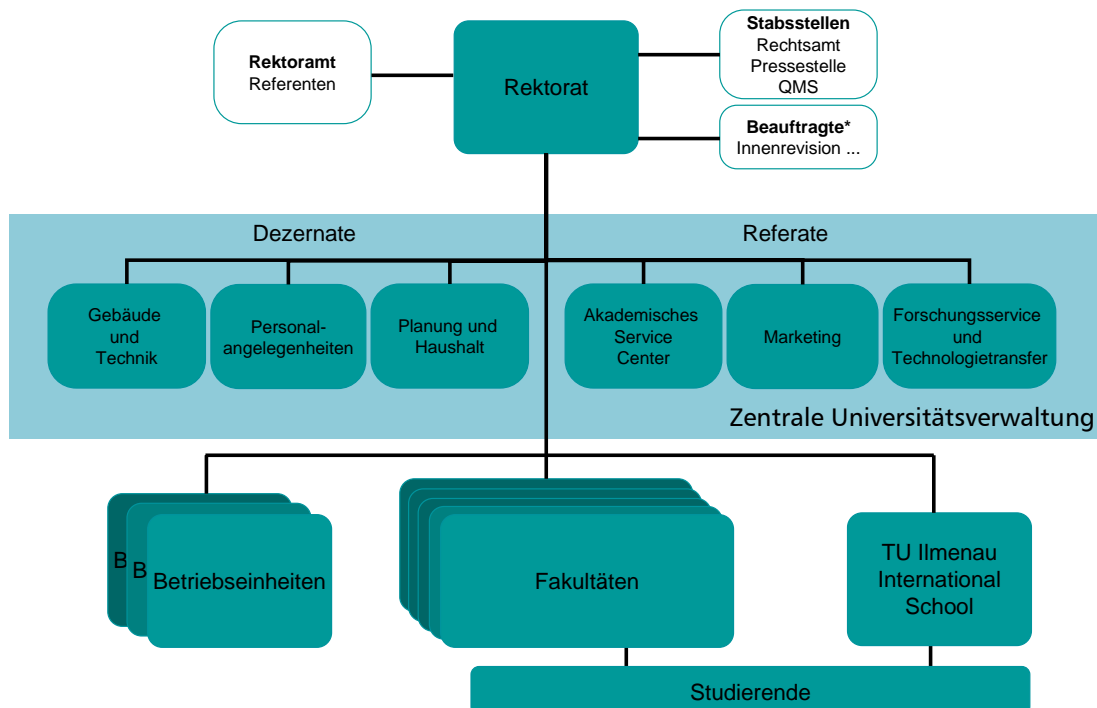 Rektoramt
Referenten
Rektorat
Stabsstellen
Rechtsamt
Pressestelle
QMS
Beauftragte*
Innenrevision ...
Dezernate
Referate
Gebäude
und
Technik
Personal-
angelegenheiten
Planung und
Haushalt
Akademisches
Service
Center
Marketing
Forschungsservice
und
Technologietransfer
Zentrale Universitätsverwaltung
B
B
Betriebseinheiten
Fakultäten
TU Ilmenau
International
School
Studierende